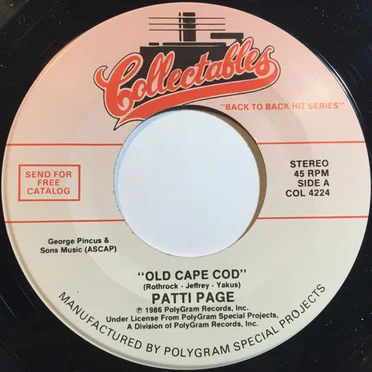 Collectables
"BACK TO BACK HIT SERIES"
SEND FOR
FREE
CATALOG
STEREO
45 RPM
SIDE A
COL 4224
George Pincus &
Sons Music (ASCAP)
"OLD CAPE COD"
(Rothrock - Jeffrey - Yakus)
PATTI PAGE
℗ 1986 PolyGram Records, Inc.
Under License From PolyGram Special Projects,
A Division of PolyGram Records, Inc.
MANUFACTURED BY POLYGRAM SPECIAL PROJECTS